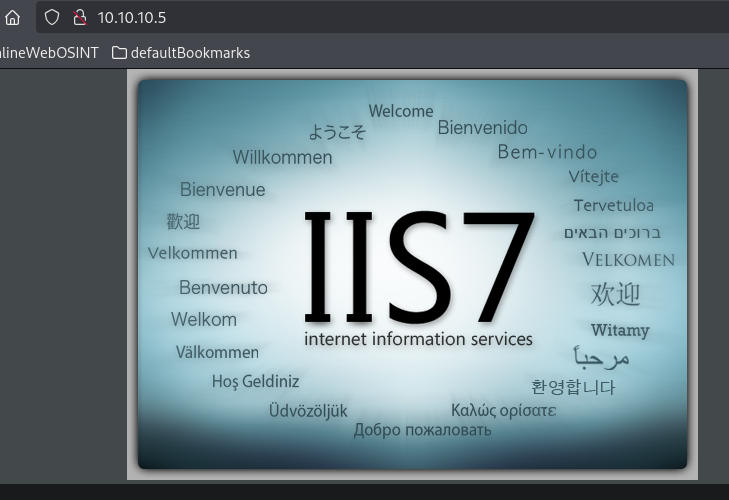 10.10.10.5
lineWebOSINT defaultBookmarks
Welcome
ようこそ
Bienvenido
Willkommen
Bem-vindo
Vítejte
Bienvenue
Tervetuloa
歡迎
ברוכים הבאים
Velkommen
VELKOMEN
Benvenuto
欢迎
Welkom
Witamy
Välkommen
مرحباً
환영합니다
Hoş Geldiniz
Üdvözöljük
Καλώς ορίσατε
Добро пожаловать
IIS7
internet information services